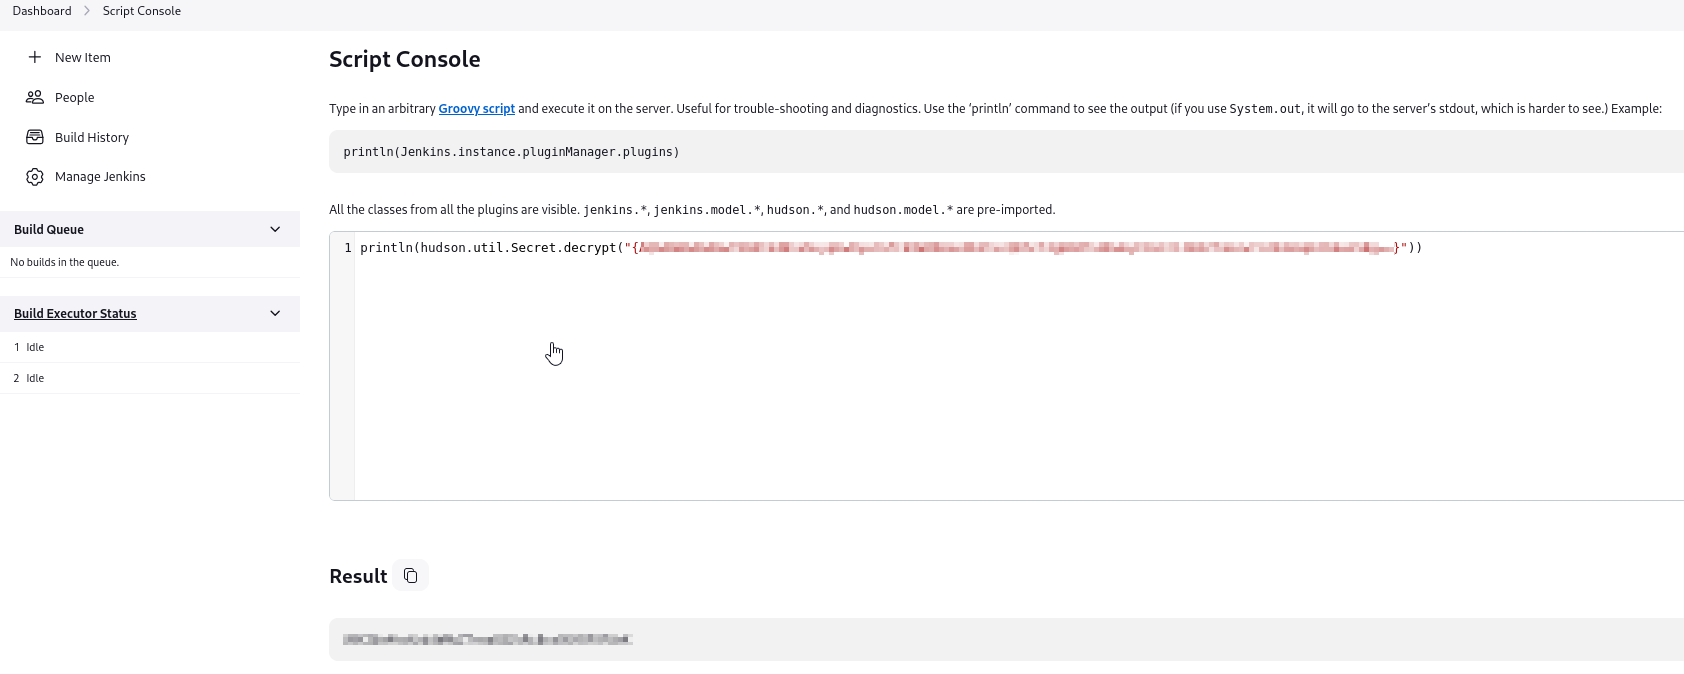 Dashboard > Script Console
New Item
People
Build History
Manage Jenkins
Build Queue
No builds in the queue.
Build Executor Status
1 Idle
2 Idle
Script Console
Type in an arbitrary Groovy script and execute it on the server. Useful for trouble-shooting and diagnostics. Use the ‘println’ command to see the output (if you use System.out, it will go to the server’s stdout, which is harder to see.) Example:
println(Jenkins.instance.pluginManager.plugins)
All the classes from all the plugins are visible. jenkins.*, jenkins.model.*, hudson.*, and hudson.model.* are pre-imported.
1 println(hudson.util.Secret.decrypt("{ }"))
Result